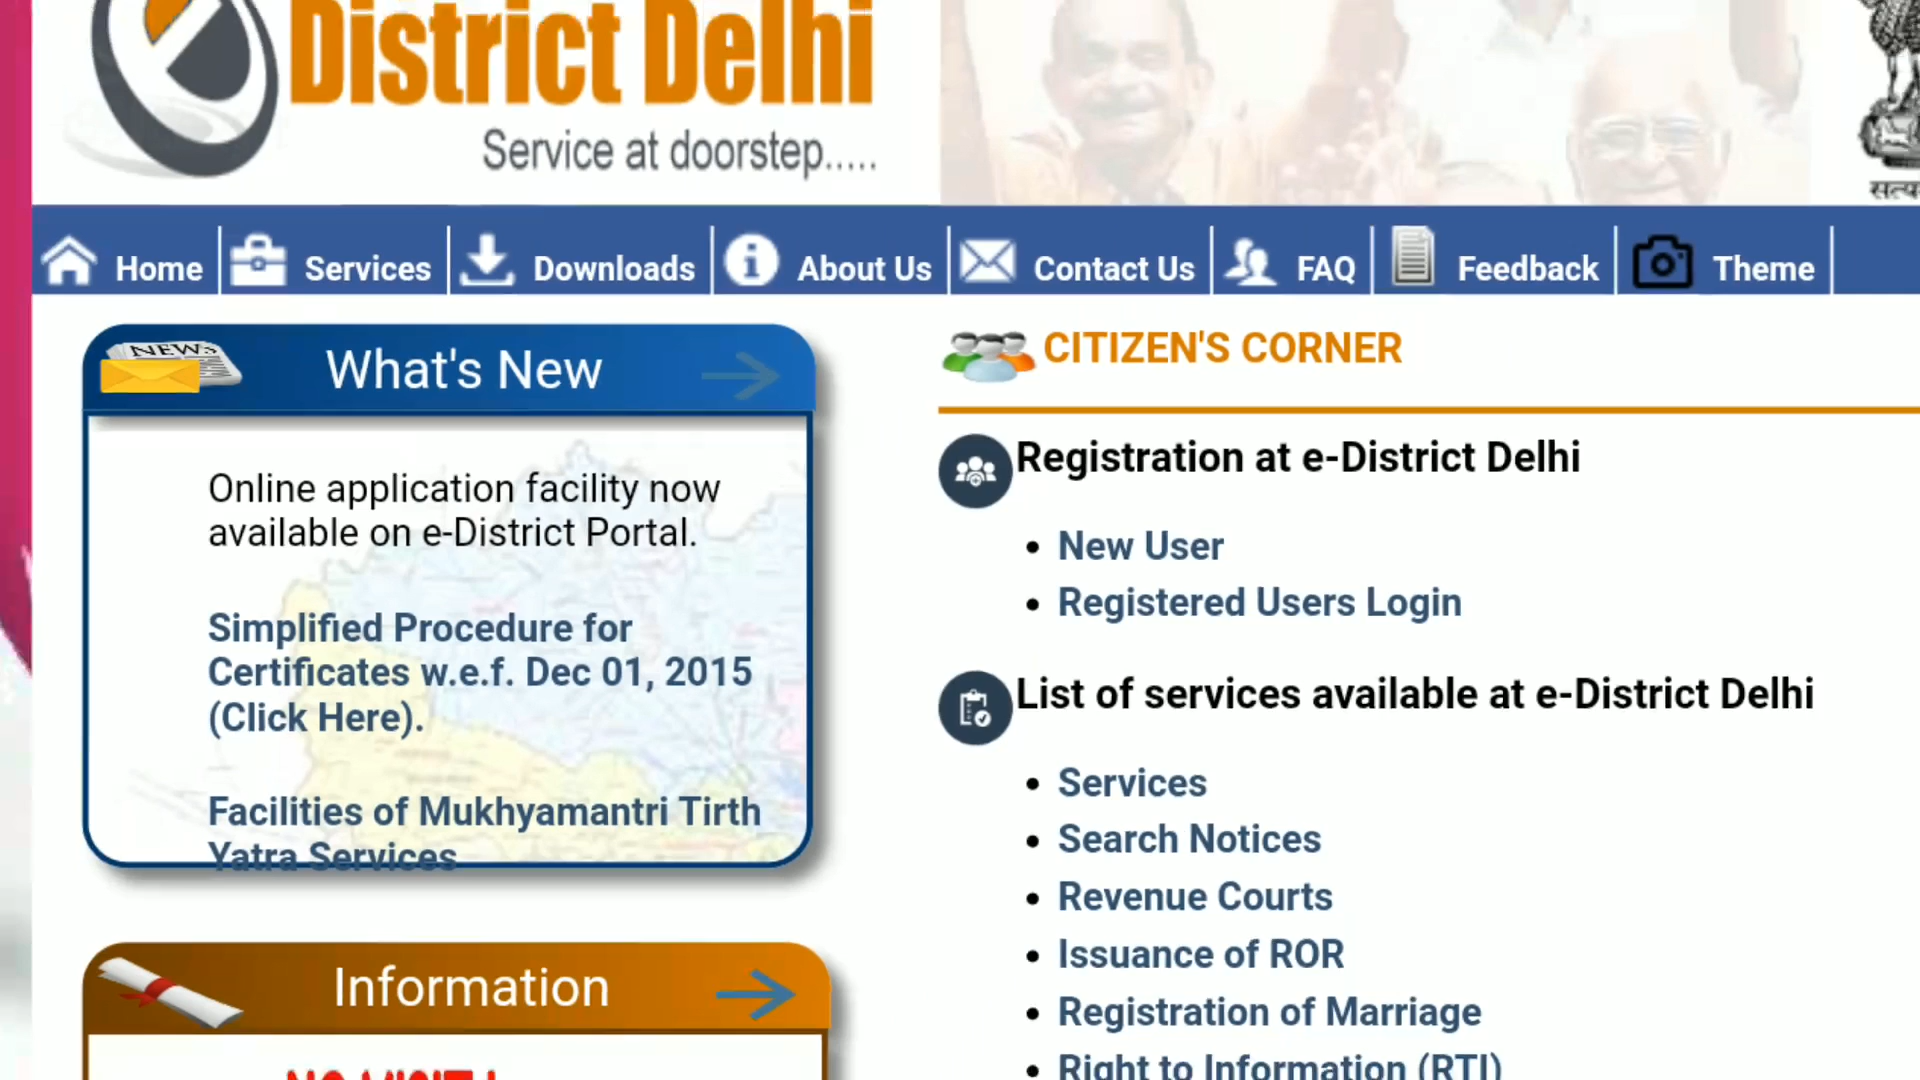 District Delhi
Service at doorstep.....
Home
Services
Downloads
About Us
Contact Us
FAQ
Feedback
Theme
NEWS
What's New
Online application facility now
available on e-District Portal.
Simplified Procedure for
Certificates w.e.f. Dec 01, 2015
(Click Here).
Facilities of Mukhyamantri Tirth
Yatra Services
Information
CITIZEN'S CORNER
Registration at e-District Delhi
New User
Registered Users Login
List of services available at e-District Delhi
Services
Search Notices
Revenue Courts
Issuance of ROR
Registration of Marriage
Right to Information (RTI)